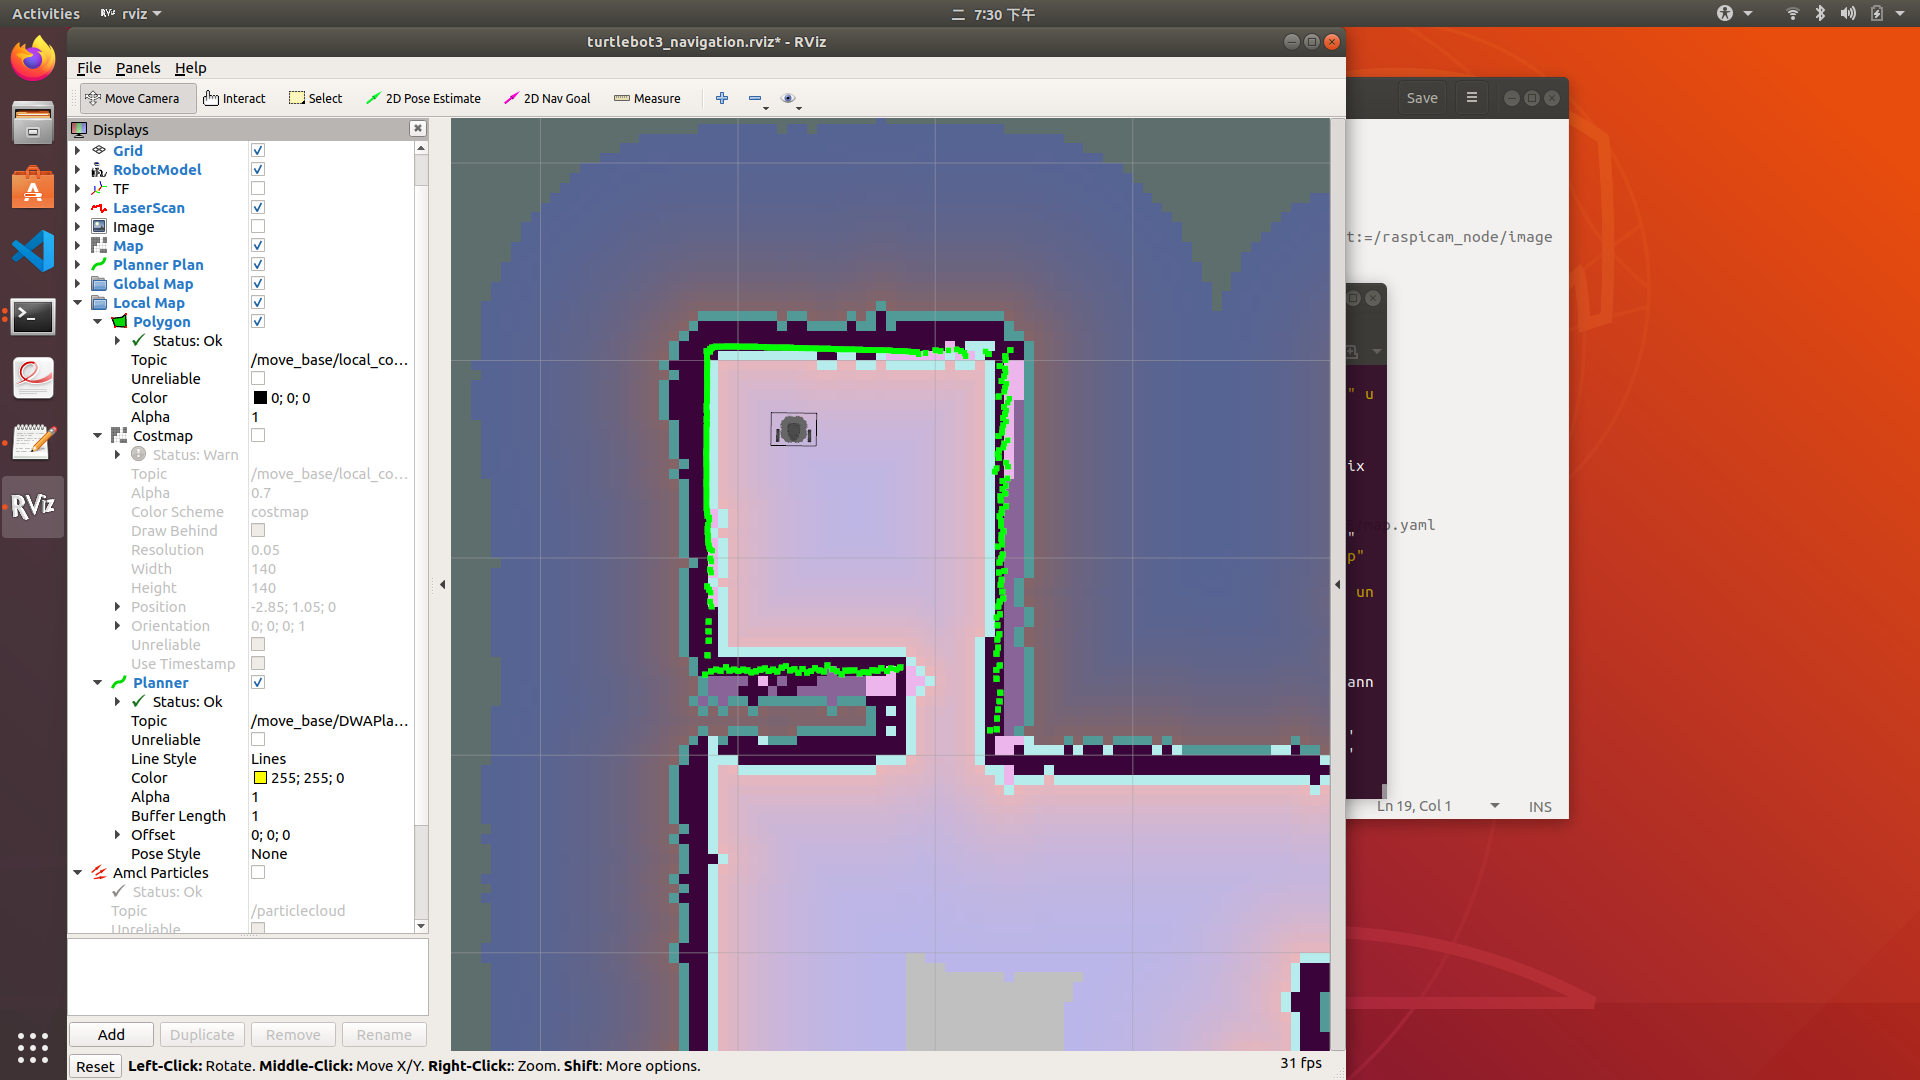 Activities
rviz
二 7:30 下午
turtlebot3_navigation.rviz* - RViz
File Panels Help
Save
Move Camera
Interact
Select
2D Pose Estimate
2D Nav Goal
Measure
Displays
Grid
RobotModel
TF
LaserScan
Image
Map
Planner Plan
Global Map
Local Map
Polygon
Status: Ok
Topic /move_base/local_co…
Unreliable
Color 0; 0; 0
Alpha 1
Costmap
Status: Warn
Topic /move_base/local_co…
Alpha 0.7
Color Scheme costmap
Draw Behind
Resolution 0.05
Width 140
Height 140
Position -2.85; 1.05; 0
Orientation 0; 0; 0; 1
Unreliable
Use Timestamp
Planner
Status: Ok
Topic /move_base/DWAPla…
Unreliable
Line Style Lines
Color 255; 255; 0
Alpha 1
Buffer Length 1
Offset 0; 0; 0
Pose Style None
Amcl Particles
Status: Ok
Topic /particlecloud
Unreliable
Add Duplicate Remove Rename
Reset Left-Click: Rotate. Middle-Click: Move X/Y. Right-Click:: Zoom. Shift: More options.
31 fps
RViz
t:=/raspicam_node/image
" u
ix
p.yaml
"
p"
un
ann
'
'
Ln 19, Col 1 INS